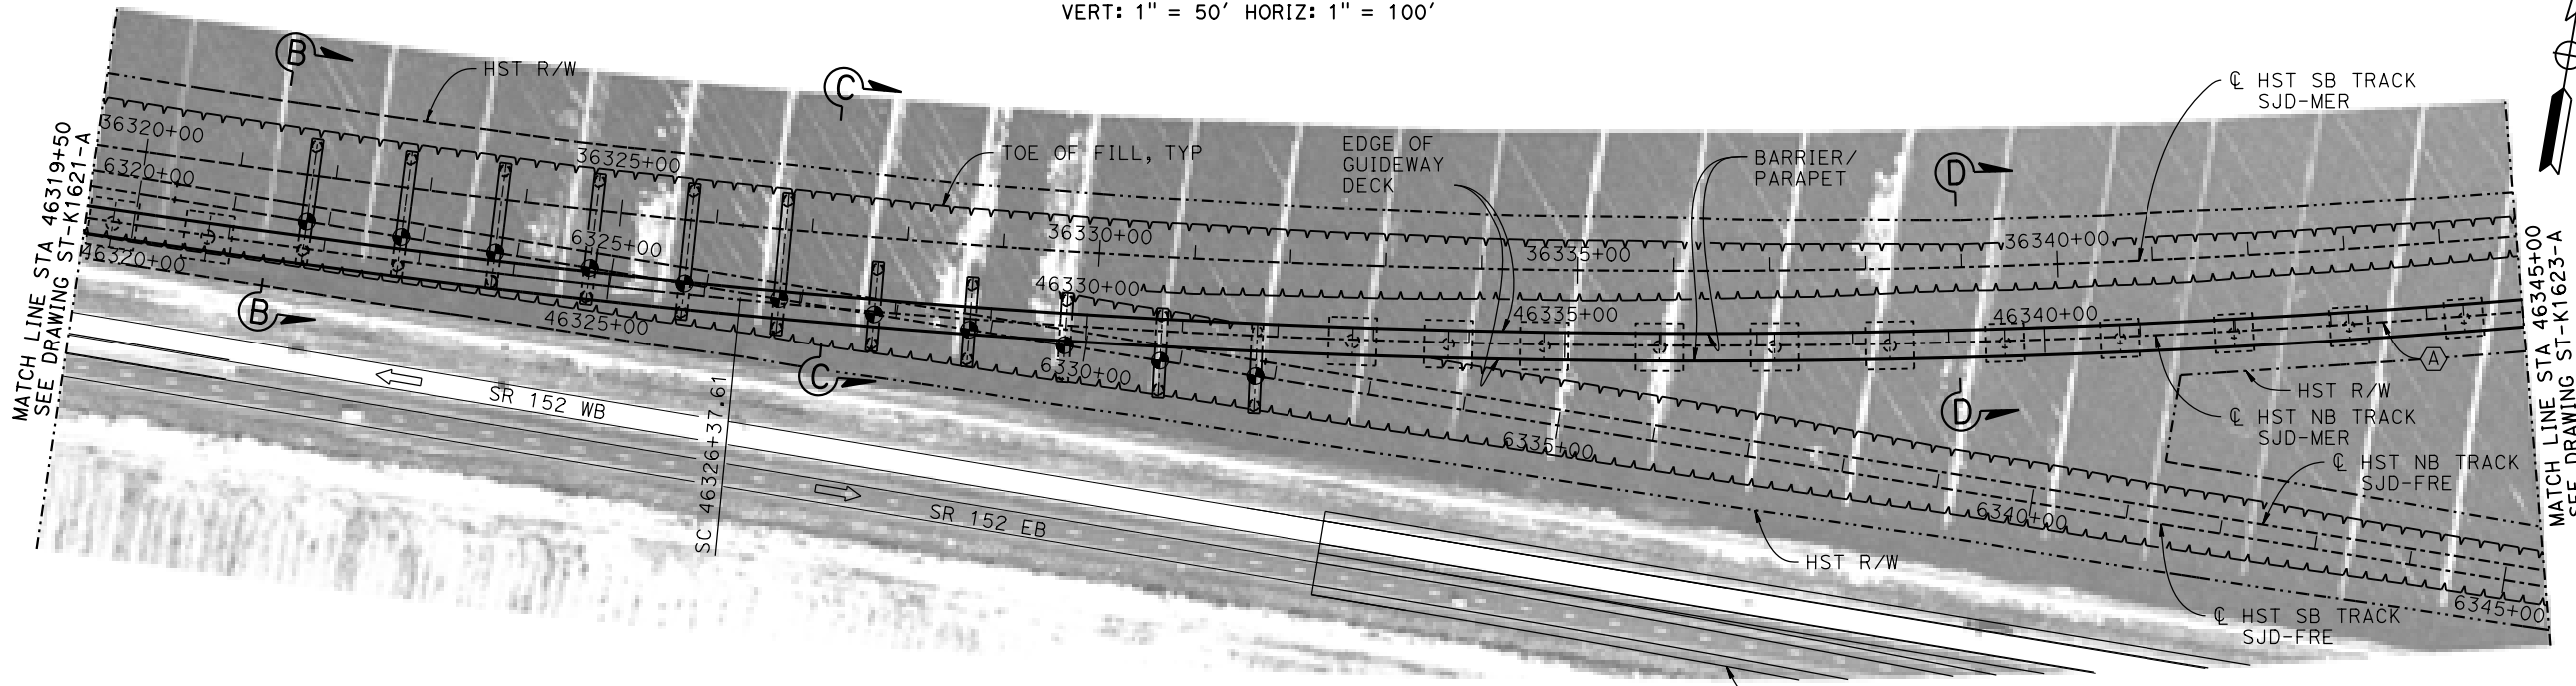 VERT: 1" = 50' HORIZ: 1" = 100'
B
HST R/W
C
℄ HST SB TRACK
SJD-MER
MATCH LINE STA 46319+50
SEE DRAWING ST-K1621-A
36320+00
36325+00
TOE OF FILL, TYP
EDGE OF
GUIDEWAY
DECK
BARRIER/
PARAPET
D
6320+00
36330+00
36335+00
36340+00
6325+00
46320+00
46330+00
46335+00
46340+00
B
46325+00
6330+00
C
A
HST R/W
D
℄ HST NB TRACK
SJD-MER
MATCH LINE STA 46345+00
SEE DRAWING ST-K1623-A
SR 152 WB
SC 46326+37.61
6335+00
℄ HST NB TRACK
SJD-FRE
SR 152 EB
6340+00
HST R/W
6345+00
℄ HST SB TRACK
SJD-FRE